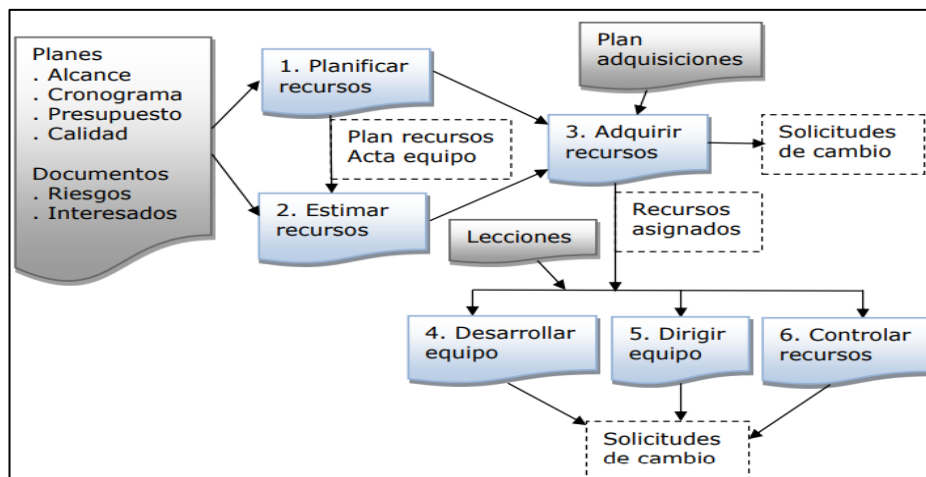 Planes
. Alcance
. Cronograma
. Presupuesto
. Calidad
Documentos
. Riesgos
. Interesados
1. Planificar
recursos
Plan recursos
Acta equipo
2. Estimar
recursos
Plan
adquisiciones
3. Adquirir
recursos
Solicitudes
de cambio
Recursos
asignados
Lecciones
4. Desarrollar
equipo
5. Dirigir
equipo
6. Controlar
recursos
Solicitudes
de cambio